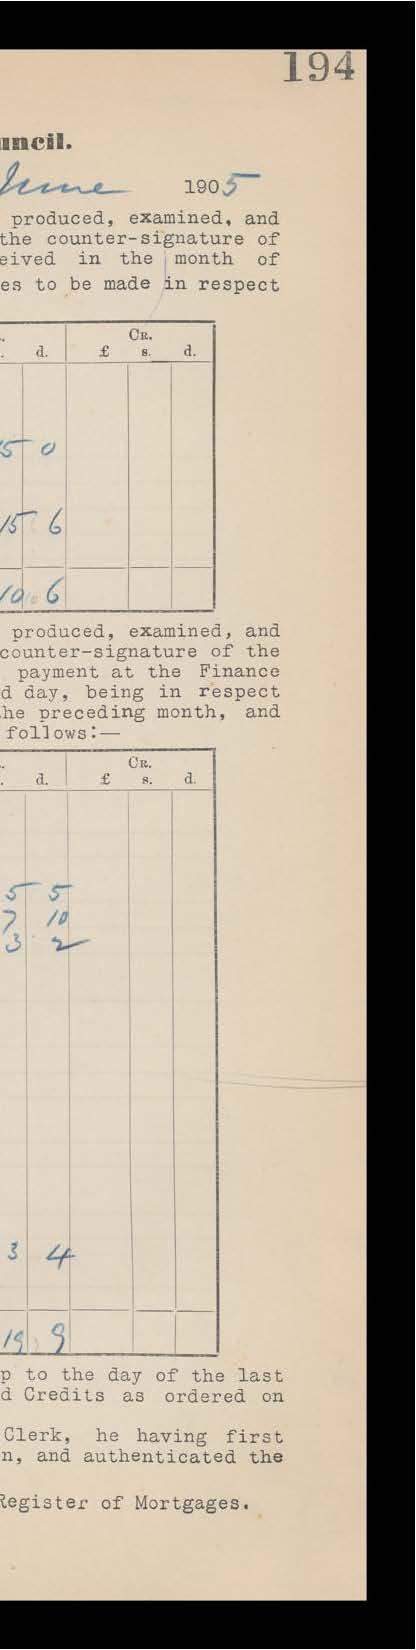 194
uncil.
June 1905
produced, examined, and
the counter-signature of
eived in the month of
es to be made in respect
CR.
. d. £ s. d.
5 0
15 6
10 6
produced, examined, and
counter-signature of the
payment at the Finance
d day, being in respect
he preceding month, and
follows:—
CR.
. d. £ s. d.
5 5
7 10
3 2
3 4
19 9
p to the day of the last
d Credits as ordered on
Clerk, he having first
n, and authenticated the
Register of Mortgages.